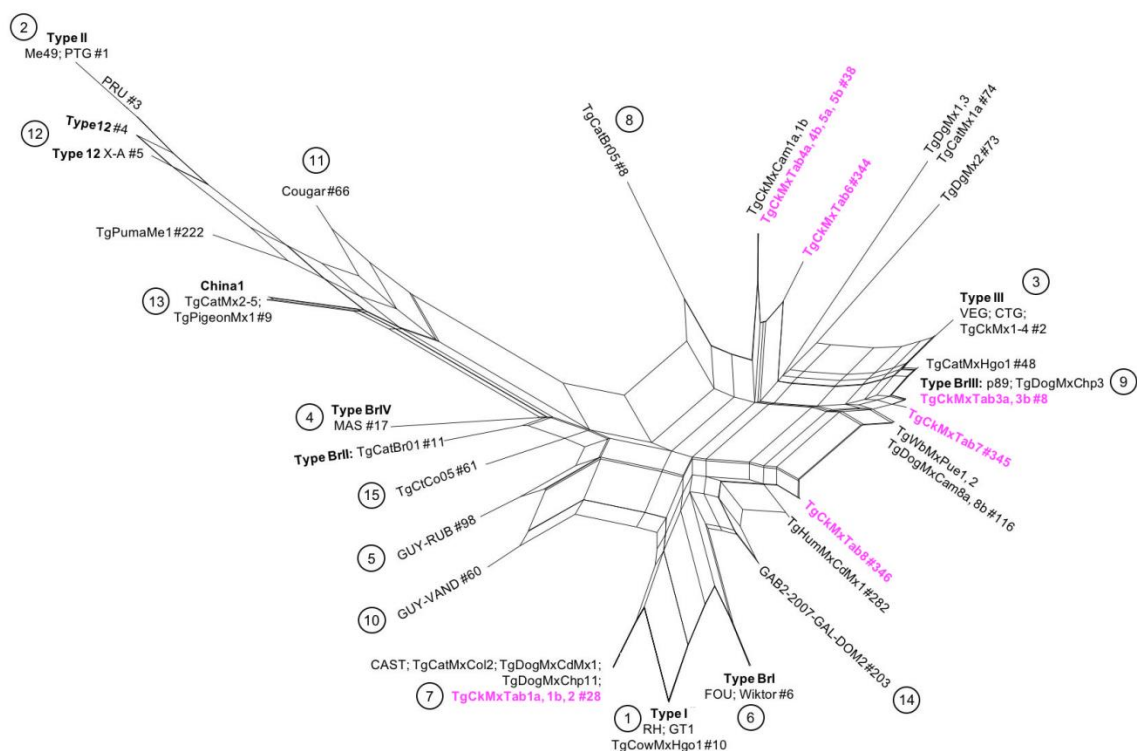 2
Type II
Me49; PTG #1
PRU #3
12
Type12 #4
Type 12 X-A #5
11
Cougar #66
TgPumaMe1 #222
13
China1
TgCatMx2-5;
TgPigeonMx1 #9
8
TgCatBr05 #8
TgCkMxCam1a, 1b
TgCkMxTab4a, 4b, 5a, 5b #38
TgCkMxTab6 #344
TgDgMx1,3
TgCatMx1a #74
TgDgMx2 #73
3
Type III
VEG; CTG;
TgCkMx1-4 #2
TgCatMxHgo1 #48
Type BrIII: p89; TgDogMxChp3
9
TgCkMxTab3a, 3b #8
TgCkMxTab7 #345
TgWbMxPue1, 2
TgDogMxCam8a, 8b #116
TgCkMxTab8 #346
TgHumMxCdMx1 #282
GAB2-2007-GAL-DOM2 #203
14
4
Type BrIV
MAS #17
Type BrII: TgCatBr01 #11
15
TgCtCo05 #61
5
GUY-RUB #98
10
GUY-VAND #60
CAST; TgCatMxCol2; TgDogMxCdMx1;
TgDogMxChp11;
7
TgCkMxTab1a, 1b, 2 #28
1
Type I
RH; GT1
TgCowMxHgo1 #10
Type BrI
FOU; Wiktor #6
6